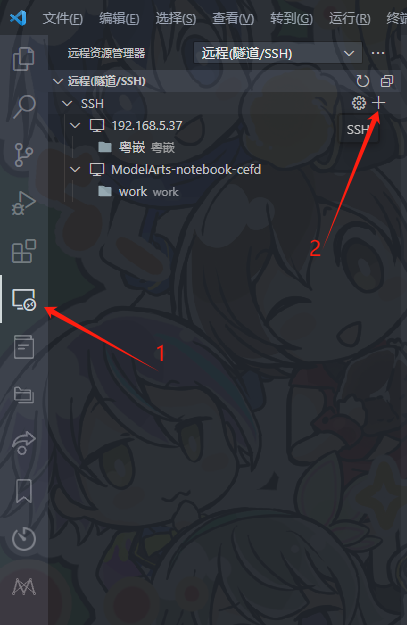 文件(F) 编辑(E) 选择(S) 查看(V) 转到(G) 运行(R) 终端
远程资源管理器 远程(隧道/SSH)
远程(隧道/SSH)
SSH
192.168.5.37
SSH
粤嵌 粤嵌
ModelArts-notebook-cefd
work work
2
1